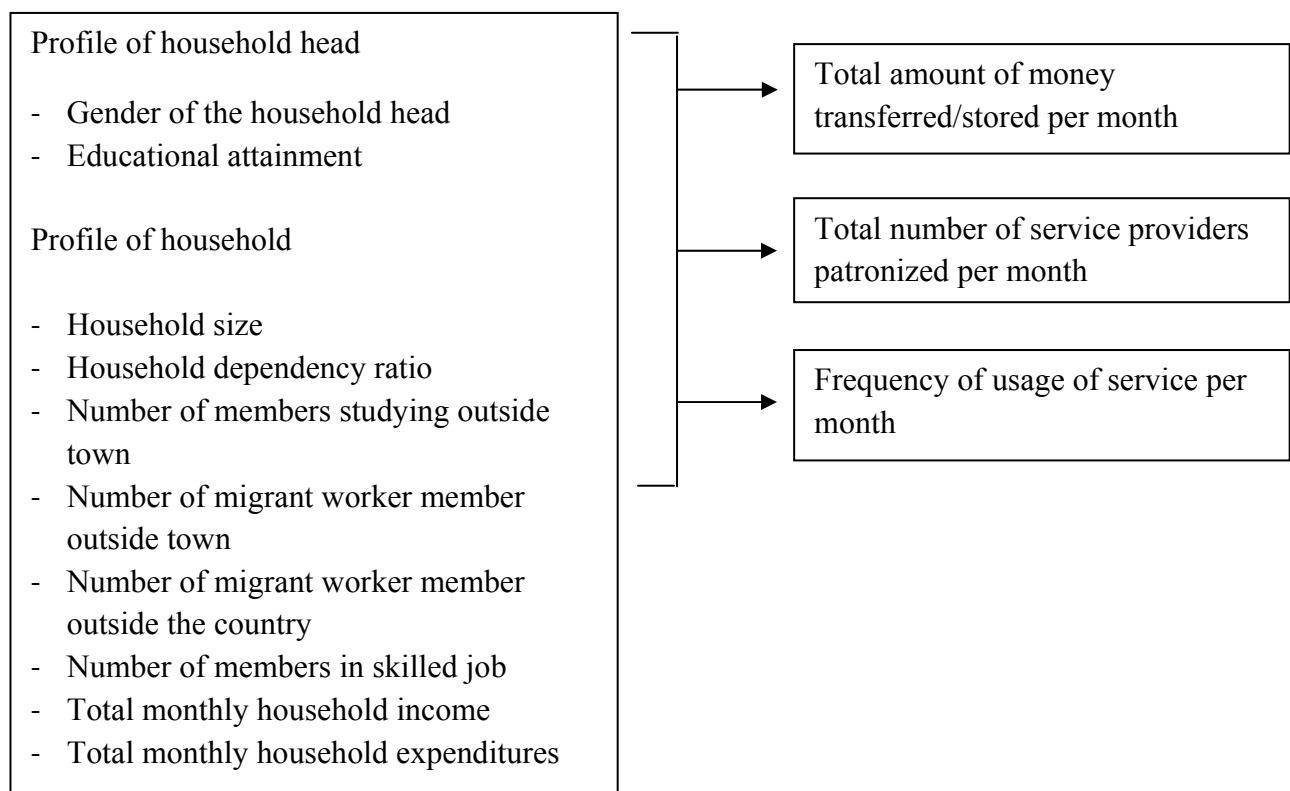 Profile of household head
- Gender of the household head
- Educational attainment
Profile of household
- Household size
- Household dependency ratio
- Number of members studying outside
town
- Number of migrant worker member
outside town
- Number of migrant worker member
outside the country
- Number of members in skilled job
- Total monthly household income
- Total monthly household expenditures
Total amount of money
transferred/stored per month
Total number of service providers
patronized per month
Frequency of usage of service per
month